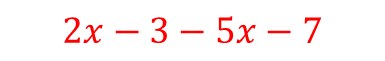 2x − 3 − 5x − 7